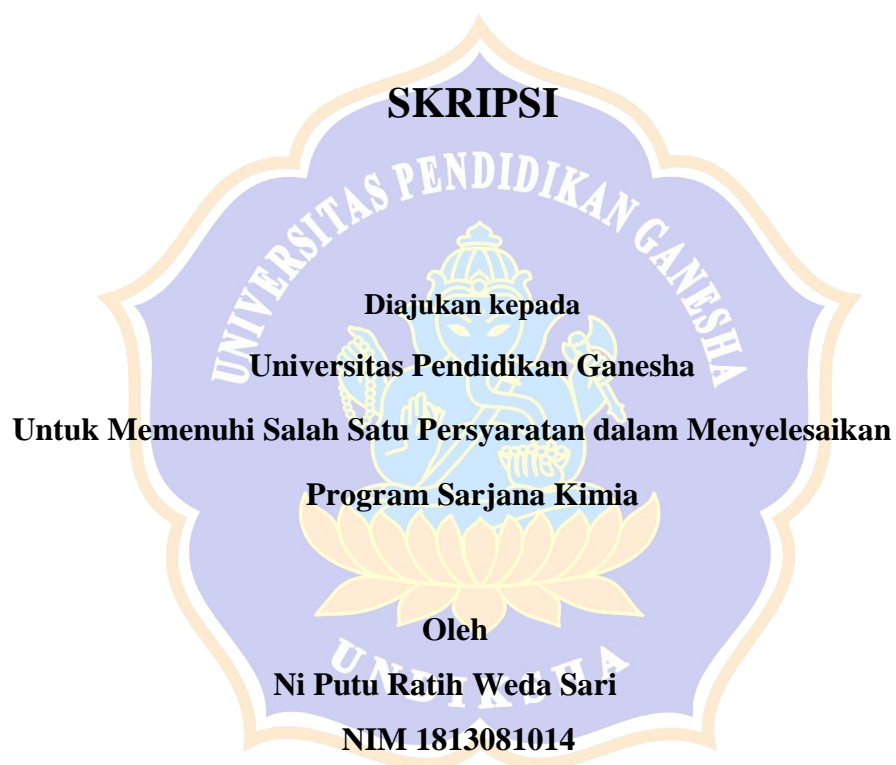 SKRIPSI
UNIVERSITAS PENDIDIKAN GANESHA
Diajukan kepada
Universitas Pendidikan Ganesha
Untuk Memenuhi Salah Satu Persyaratan dalam Menyelesaikan
Program Sarjana Kimia
Oleh
UNDIKSHA
Ni Putu Ratih Weda Sari
NIM 1813081014